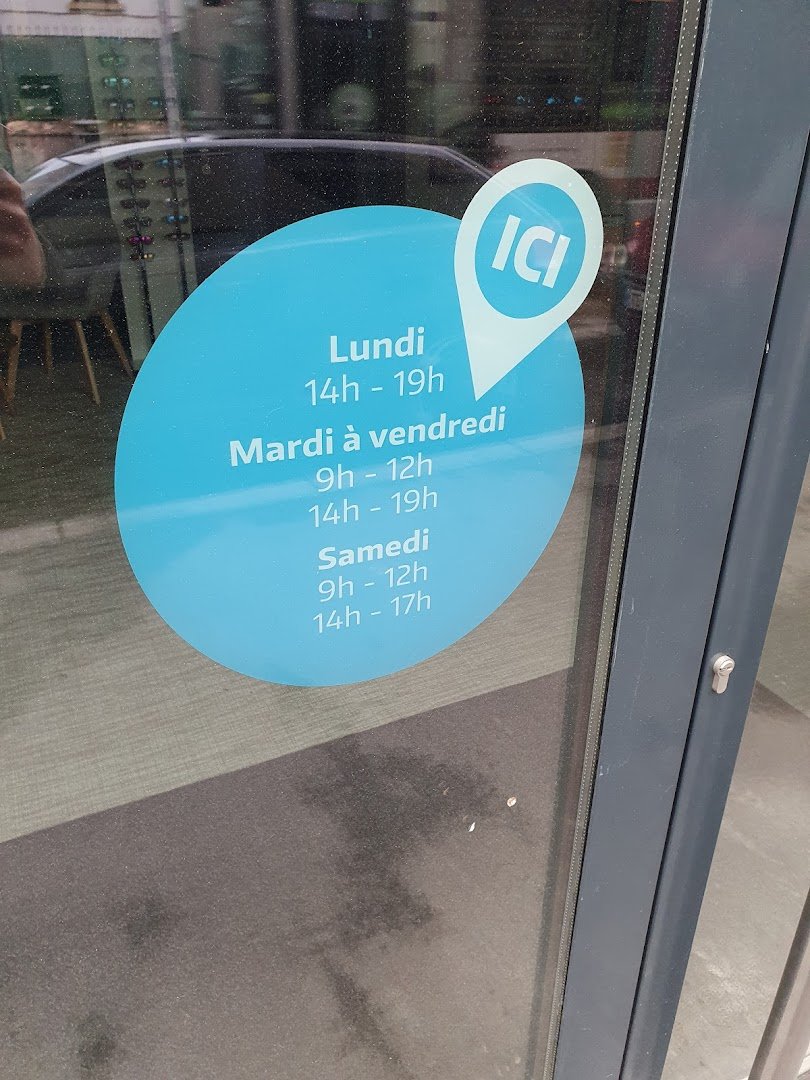 ICI
Lundi
14h - 19h
Mardi à vendredi
9h - 12h
14h - 19h
Samedi
9h - 12h
14h - 17h